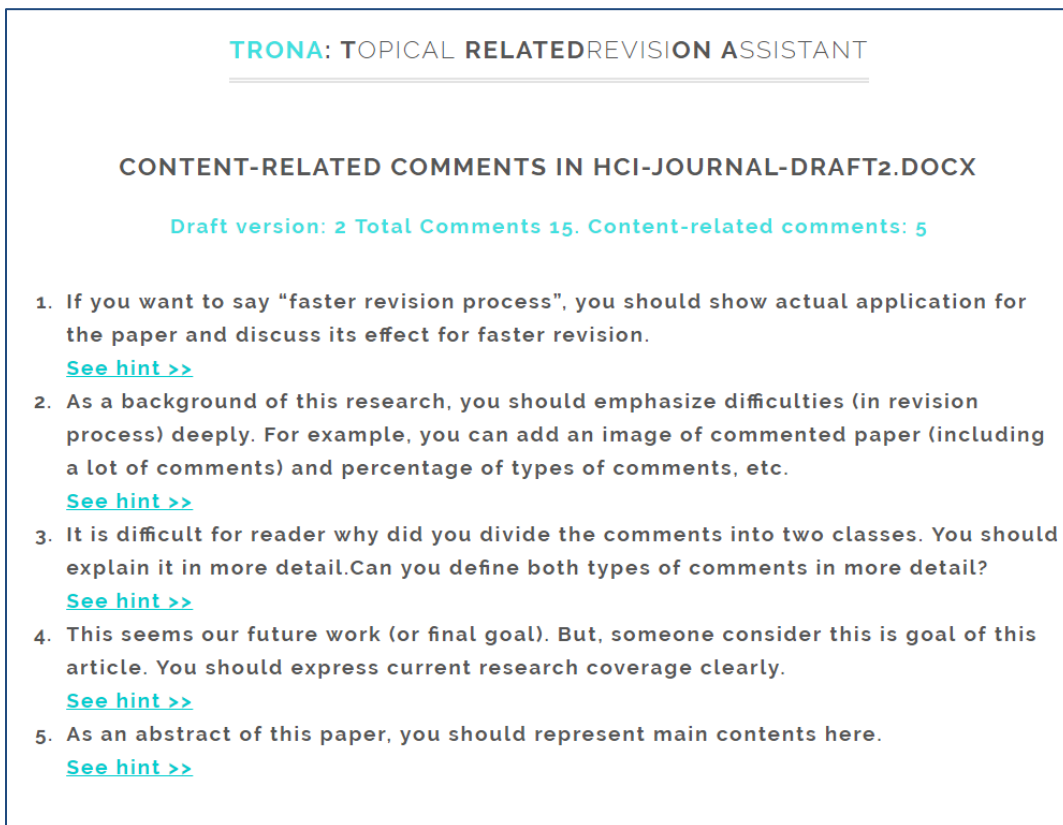 TRONA: TOPICAL RELATEDREVISION ASSISTANT
CONTENT-RELATED COMMENTS IN HCI-JOURNAL-DRAFT2.DOCX
Draft version: 2 Total Comments 15. Content-related comments: 5
1. If you want to say “faster revision process”, you should show actual application for
the paper and discuss its effect for faster revision.
See hint >>
2. As a background of this research, you should emphasize difficulties (in revision
process) deeply. For example, you can add an image of commented paper (including
a lot of comments) and percentage of types of comments, etc.
See hint >>
3. It is difficult for reader why did you divide the comments into two classes. You should
explain it in more detail.Can you define both types of comments in more detail?
See hint >>
4. This seems our future work (or final goal). But, someone consider this is goal of this
article. You should express current research coverage clearly.
See hint >>
5. As an abstract of this paper, you should represent main contents here.
See hint >>